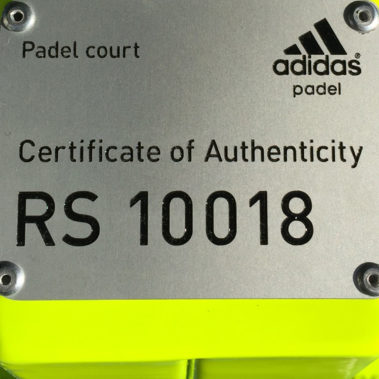 Padel court
adidas®
padel
Certificate of Authenticity
RS 10018